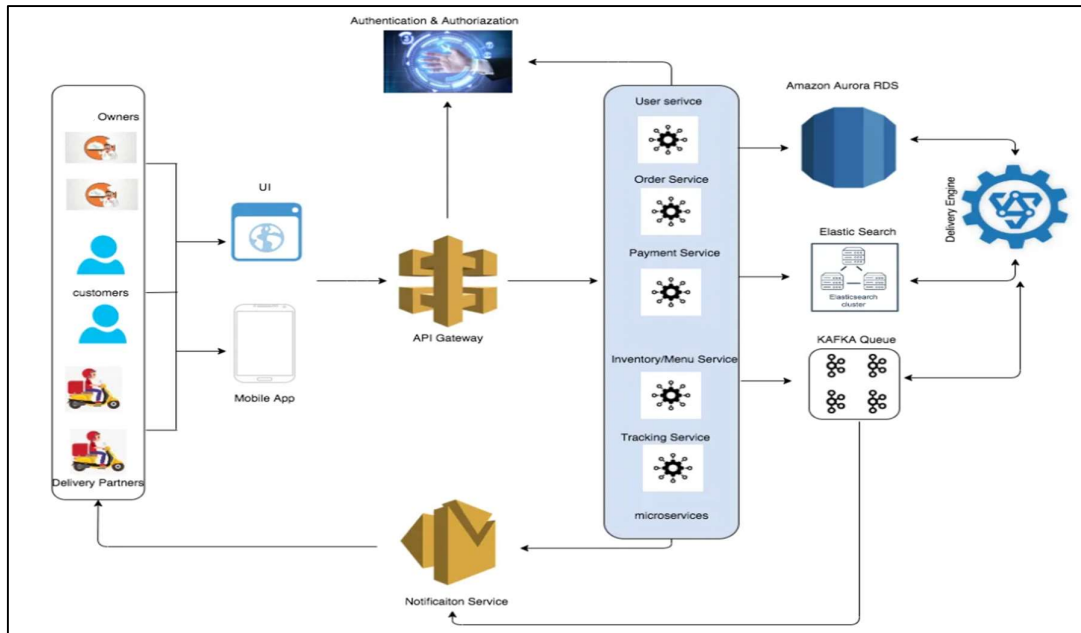 Authentication & Authoriazation
Owners
customers
Delivery Partners
UI
Mobile App
API Gateway
User serivce
Order Service
Payment Service
Inventory/Menu Service
Tracking Service
microservices
Amazon Aurora RDS
Elastic Search
Elasticsearch
cluster
KAFKA Queue
Delivery Engine
Notificaiton Service